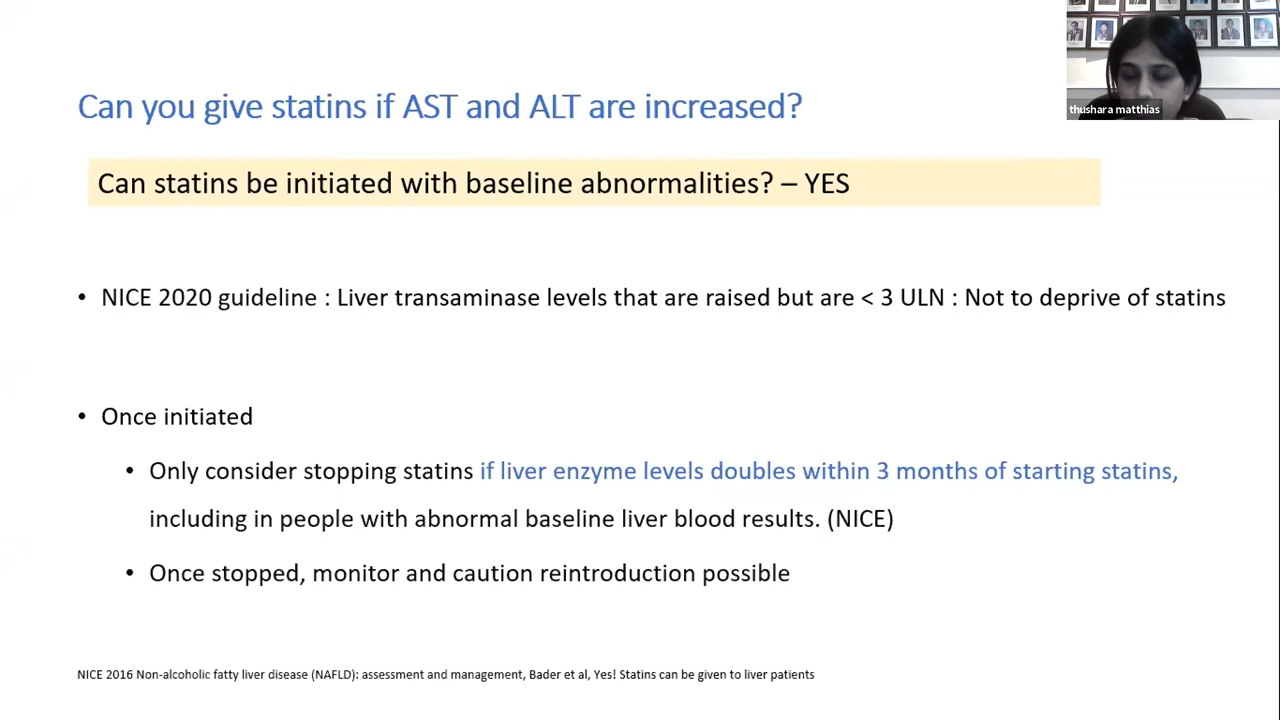 thushara matthias
Can you give statins if AST and ALT are increased?
Can statins be initiated with baseline abnormalities? – YES
• NICE 2020 guideline : Liver transaminase levels that are raised but are < 3 ULN : Not to deprive of statins
• Once initiated
• Only consider stopping statins if liver enzyme levels doubles within 3 months of starting statins,
including in people with abnormal baseline liver blood results. (NICE)
• Once stopped, monitor and caution reintroduction possible
NICE 2016 Non-alcoholic fatty liver disease (NAFLD): assessment and management, Bader et al, Yes! Statins can be given to liver patients